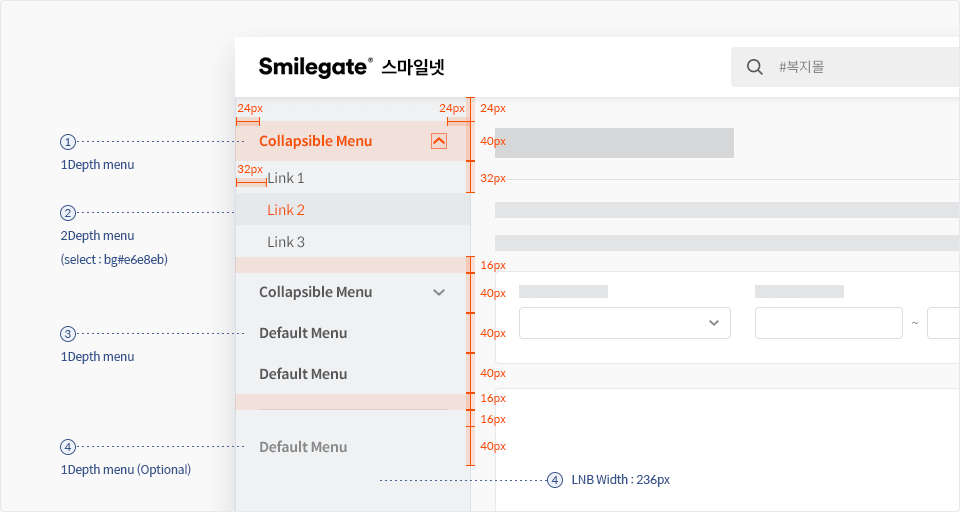 Smilegate® 스마일넷
#복지몰
24px
24px
24px
① Collapsible Menu
40px
1Depth menu
32px
Link 1
32px
② Link 2
2Depth menu
(select : bg#e6e8eb)
Link 3
16px
Collapsible Menu
40px
③ Default Menu
40px
1Depth menu
~
Default Menu
40px
16px
16px
④ Default Menu
40px
1Depth menu (Optional)
④ LNB Width : 236px